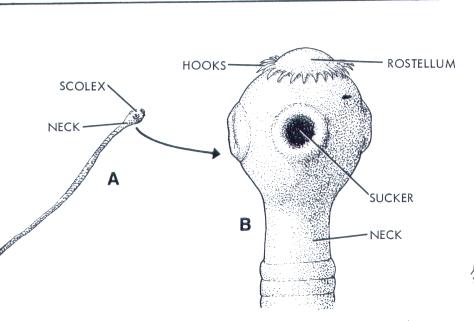 HOOKS
ROSTELLUM
SCOLEX
NECK
A
SUCKER
B
NECK